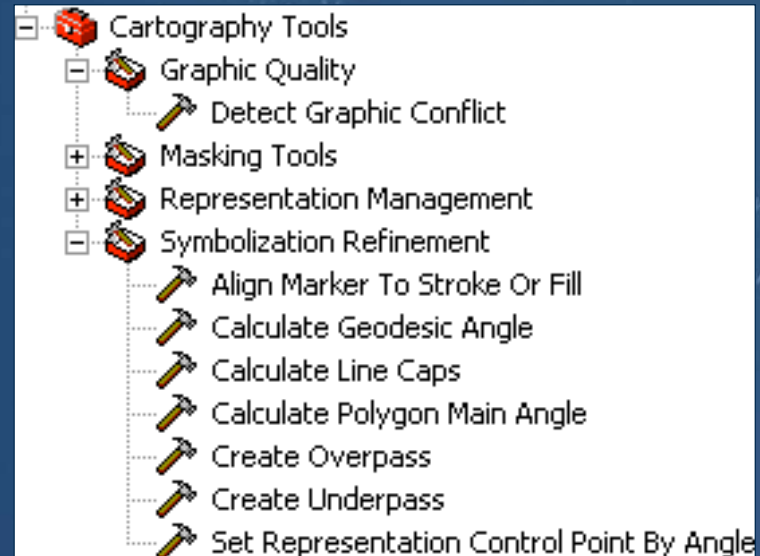 Cartography Tools
Graphic Quality
Detect Graphic Conflict
Masking Tools
Representation Management
Symbolization Refinement
Align Marker To Stroke Or Fill
Calculate Geodesic Angle
Calculate Line Caps
Calculate Polygon Main Angle
Create Overpass
Create Underpass
Set Representation Control Point By Angle